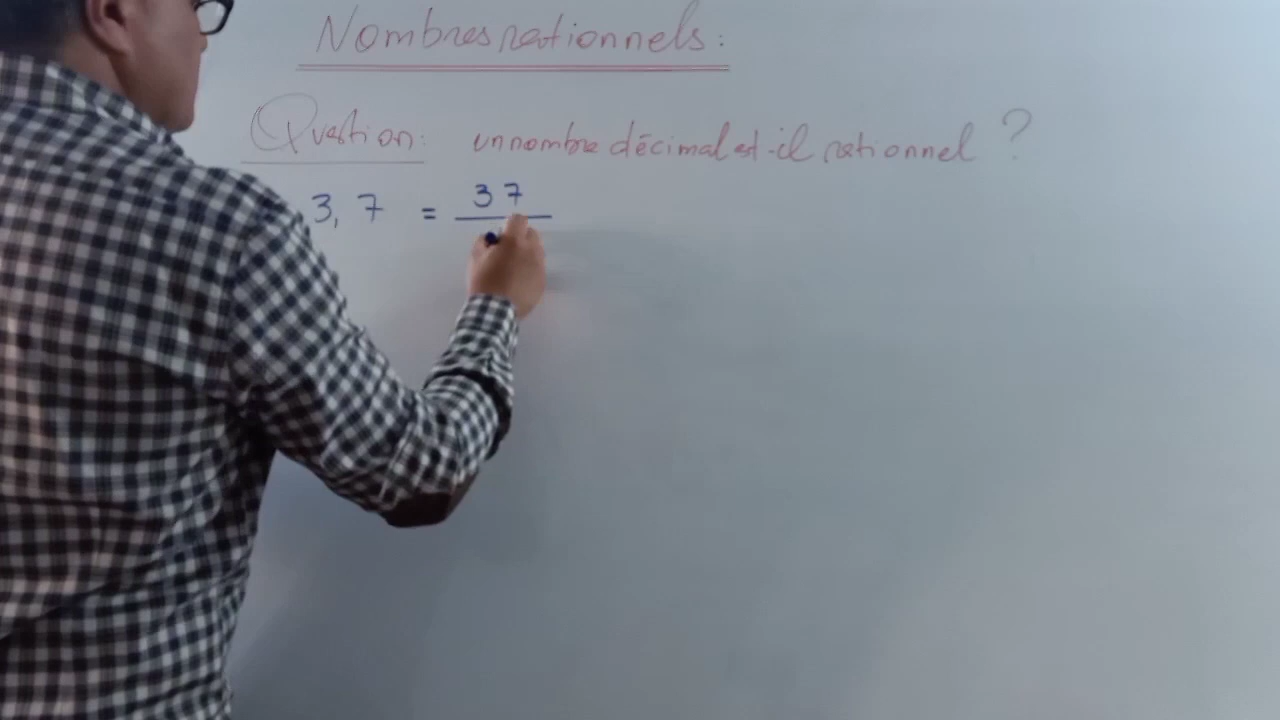 Nombres rationnels :
Question : un nombre décimal est-il rationnel ?
3,7 = 37